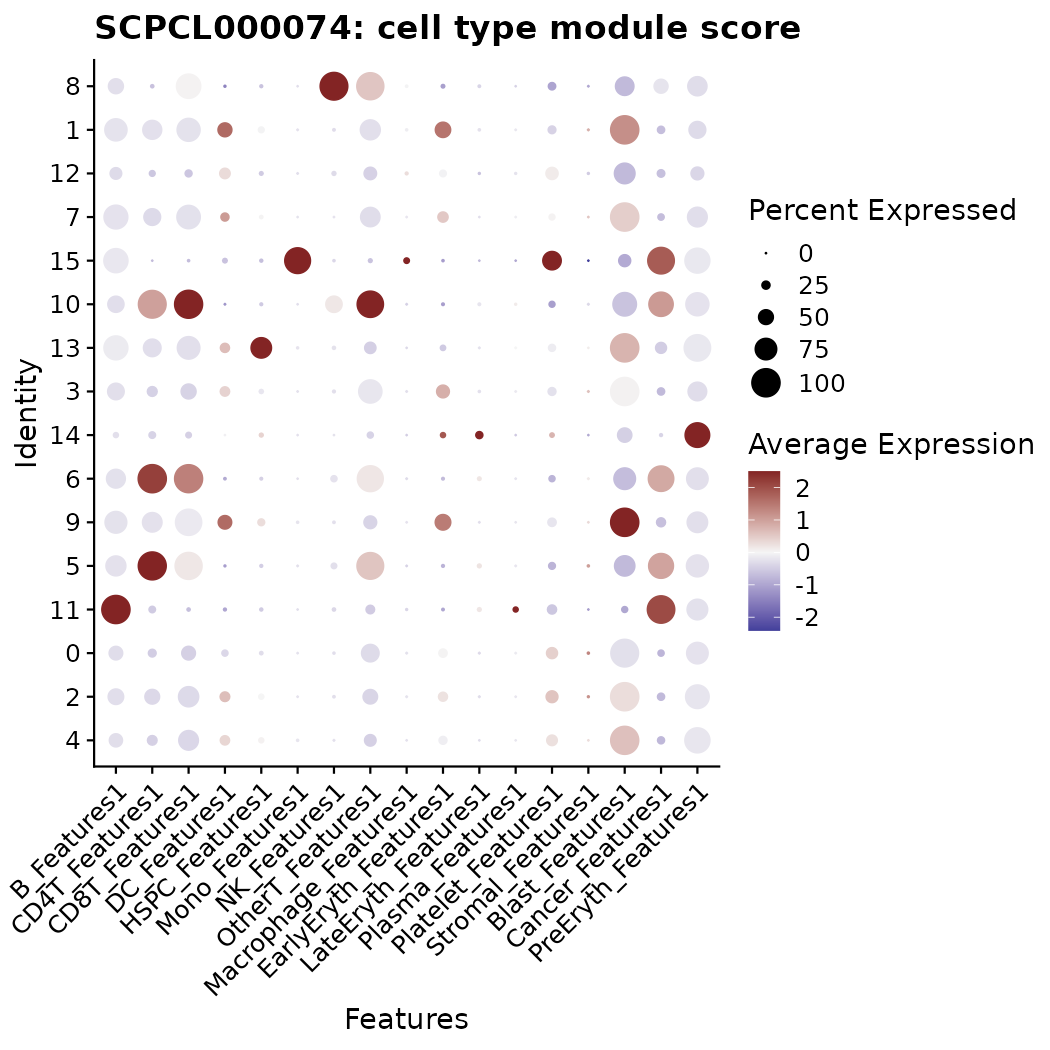 SCPCL000074: cell type module score
8
1
12
7
15
10
13
3
14
6
9
5
11
0
2
4
Identity
B_Features1
CD4T_Features1
CD8T_Features1
DC_Features1
HSPC_Features1
Mono_Features1
NK_Features1
OtherT_Features1
Macrophage_Features1
EarlyEryth_Features1
LateEryth_Features1
Plasma_Features1
Platelet_Features1
Stromal_Features1
Blast_Features1
Cancer_Features1
PreEryth_Features1
Features
Percent Expressed
0
25
50
75
100
Average Expression
2
1
0
-1
-2